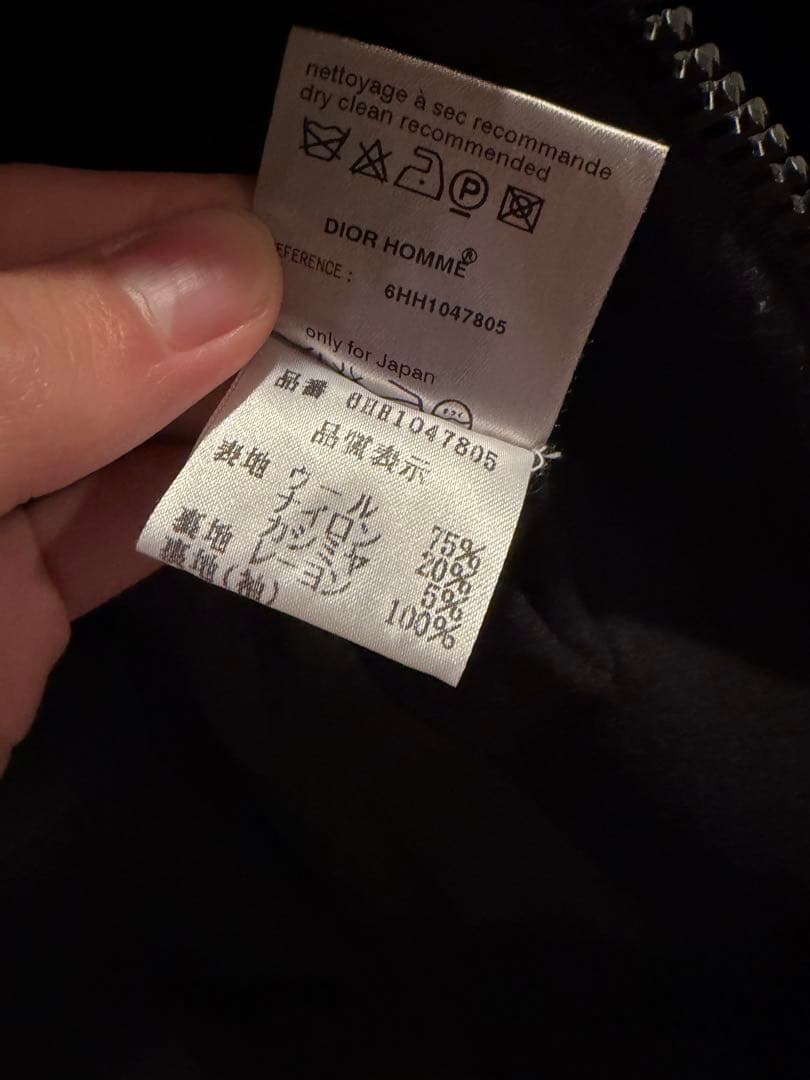 nettoyage à sec recommande
dry clean recommended
P
DIOR HOMME®
EFERENCE :
6HH1047805
only for Japan
品番 6HH1047805
品質表示
表地 ウール 75%
ナイロン 20%
カシミヤ 5%
裏地 レーヨン 100%
裏地(袖)